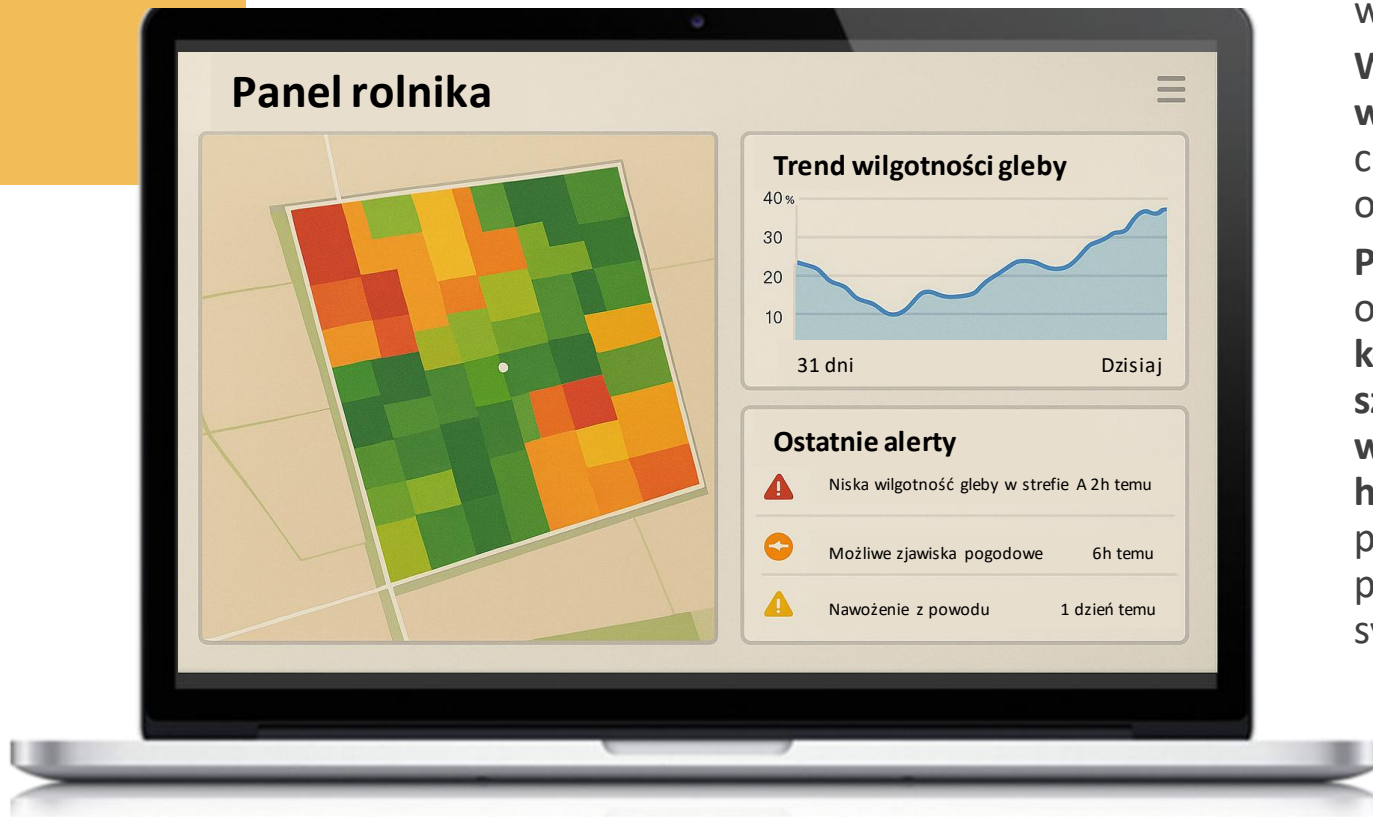 Panel rolnika
Trend wilgotności gleby
40 %
30
20
10
31 dni
Dzisiaj
Ostatnie alerty
Niska wilgotność gleby w strefie A 2h temu
Możliwe zjawiska pogodowe 6h temu
Nawożenie z powodu 1 dzień temu